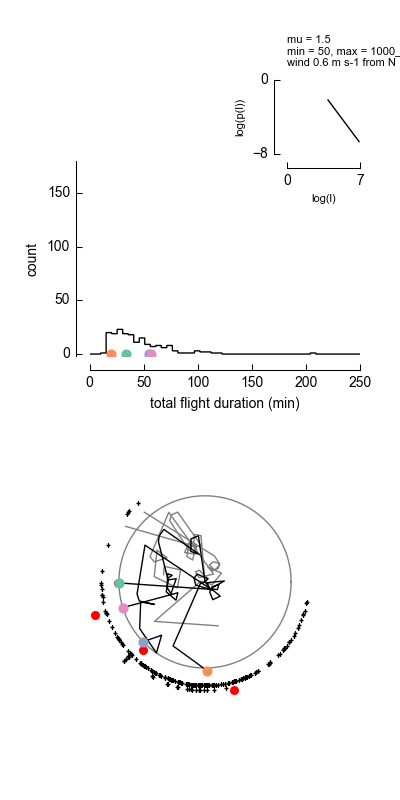 mu = 1.5
min = 50, max = 1000_
wind 0.6 m s-1 from N
0
log(p(l))
−8
0 7
log(l)
150
100
count
50
0
0 50 100 150 200 250
total flight duration (min)